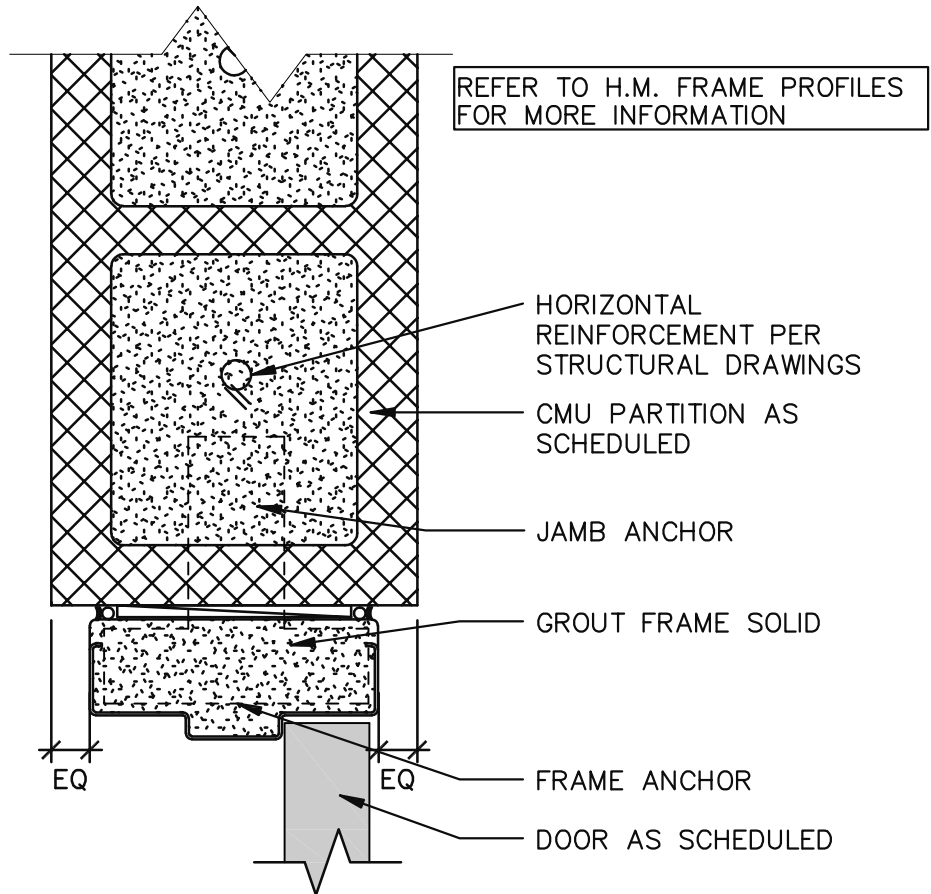 REFER TO H.M. FRAME PROFILES
FOR MORE INFORMATION
HORIZONTAL
REINFORCEMENT PER
STRUCTURAL DRAWINGS
CMU PARTITION AS
SCHEDULED
JAMB ANCHOR
GROUT FRAME SOLID
EQ EQ
FRAME ANCHOR
DOOR AS SCHEDULED